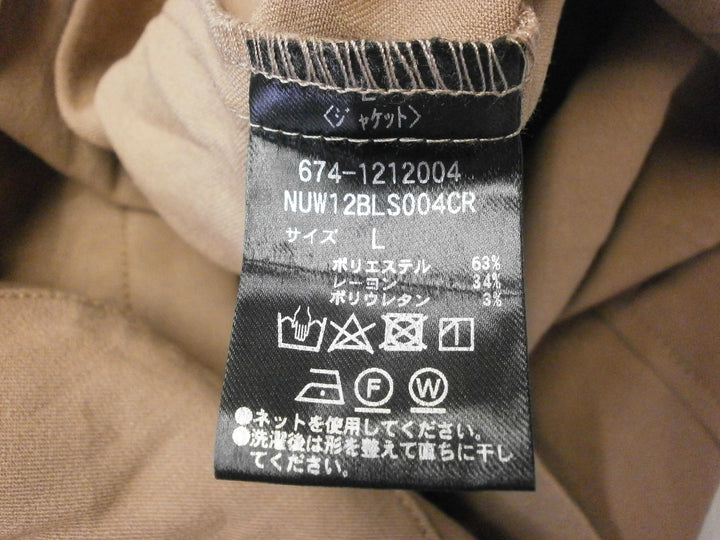 〈ジャケット〉
674-1212004
NUW12BLS004CR
サイズ L
ポリエステル 63%
レーヨン 34%
ポリウレタン 3%
F W
●ネットを使用してください。
●洗濯後は形を整えて直ちに干し
てください。